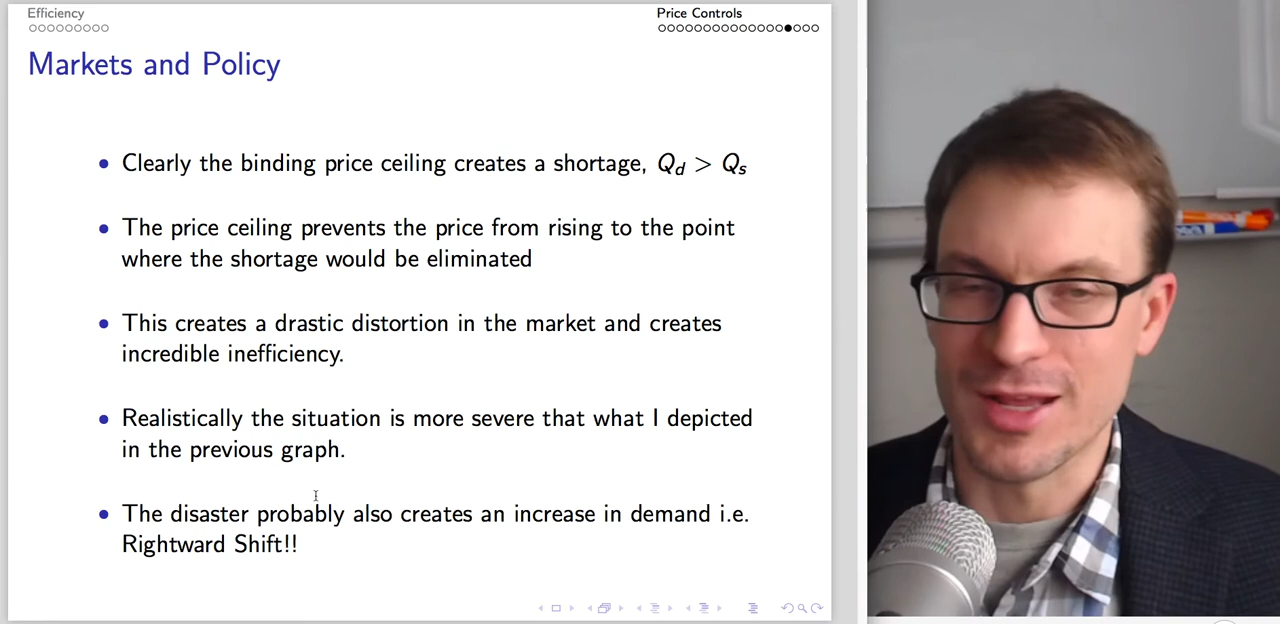 Efficiency
Price Controls
Markets and Policy
• Clearly the binding price ceiling creates a shortage, Qd > Qs
• The price ceiling prevents the price from rising to the point
where the shortage would be eliminated
• This creates a drastic distortion in the market and creates
incredible inefficiency.
• Realistically the situation is more severe that what I depicted
in the previous graph.
• The disaster probably also creates an increase in demand i.e.
Rightward Shift!!